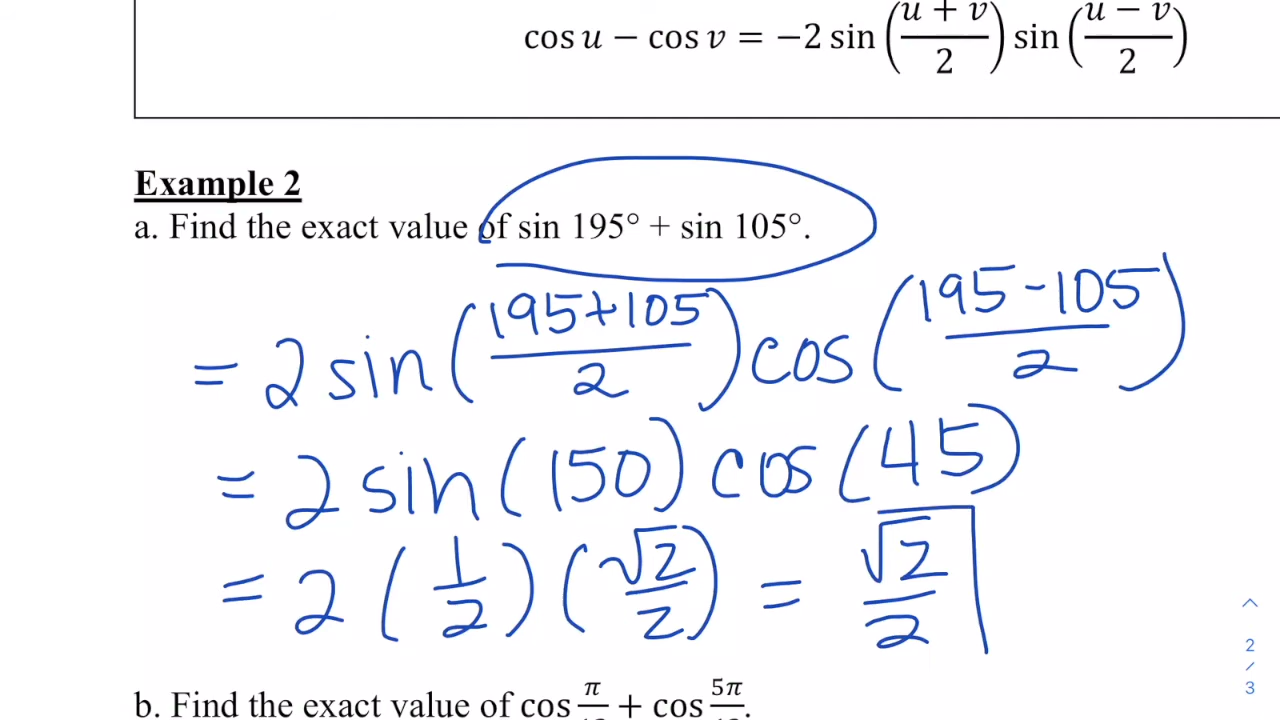 cos u − cos v = −2 sin((u + v)/2) sin((u − v)/2)
Example 2
a. Find the exact value of sin 195° + sin 105°.
= 2 sin((195+105)/2) cos((195-105)/2)
= 2 sin(150) cos(45)
= 2(1/2)(√2/2) = √2/2
b. Find the exact value of cos π/ + cos 5π/ .
2
/
3